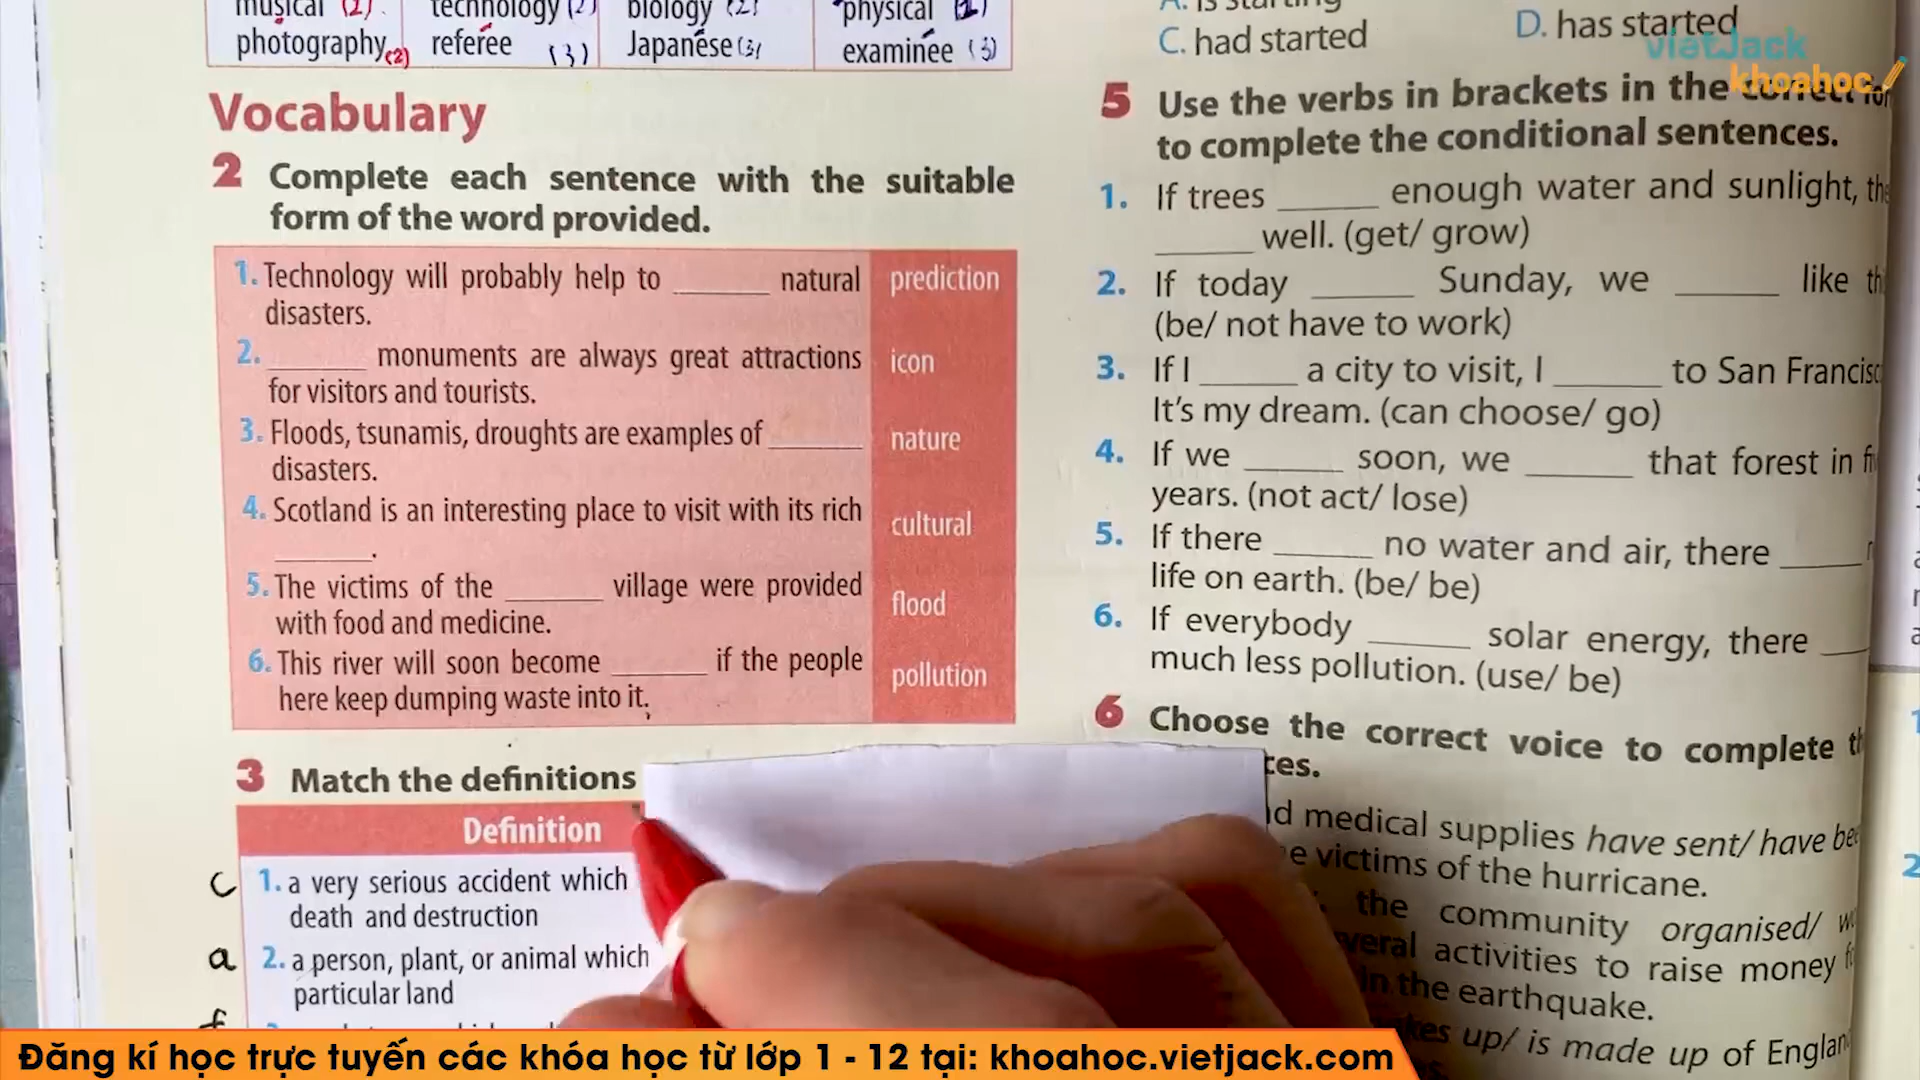 musical (2) technology (2) biology (2) physical
photography (2) referee (3) Japanese (3) examinee (3)
Vocabulary
2 Complete each sentence with the suitable
form of the word provided.
1. Technology will probably help to ______ natural prediction
disasters.
2. ______ monuments are always great attractions icon
for visitors and tourists.
3. Floods, tsunamis, droughts are examples of ______ nature
disasters.
4. Scotland is an interesting place to visit with its rich cultural
______.
5. The victims of the ______ village were provided flood
with food and medicine.
6. This river will soon become ______ if the people pollution
here keep dumping waste into it.
3 Match the definitions
Definition
c 1. a very serious accident which
death and destruction
a 2. a person, plant, or animal which
particular land
C. had started D. has started
5 Use the verbs in brackets in the correct
to complete the conditional sentences.
1. If trees ______ enough water and sunlight,
______ well. (get/ grow)
2. If today ______ Sunday, we ______ like
(be/ not have to work)
3. If I ______ a city to visit, I ______ to San
It's my dream. (can choose/ go)
4. If we ______ soon, we ______ that forest in
years. (not act/ lose)
5. If there ______ no water and air, there ______
life on earth. (be/ be)
6. If everybody ______ solar energy, there ______
much less pollution. (use/ be)
6 Choose the correct voice to complete
medical supplies have sent/ have
victims of the hurricane.
the community organised/
activities to raise money
in the earthquake.
up/ is made up of
vietJack
khoahoc
Đăng kí học trực tuyến các khóa học từ lớp 1 - 12 tại: khoahoc.vietjack.com